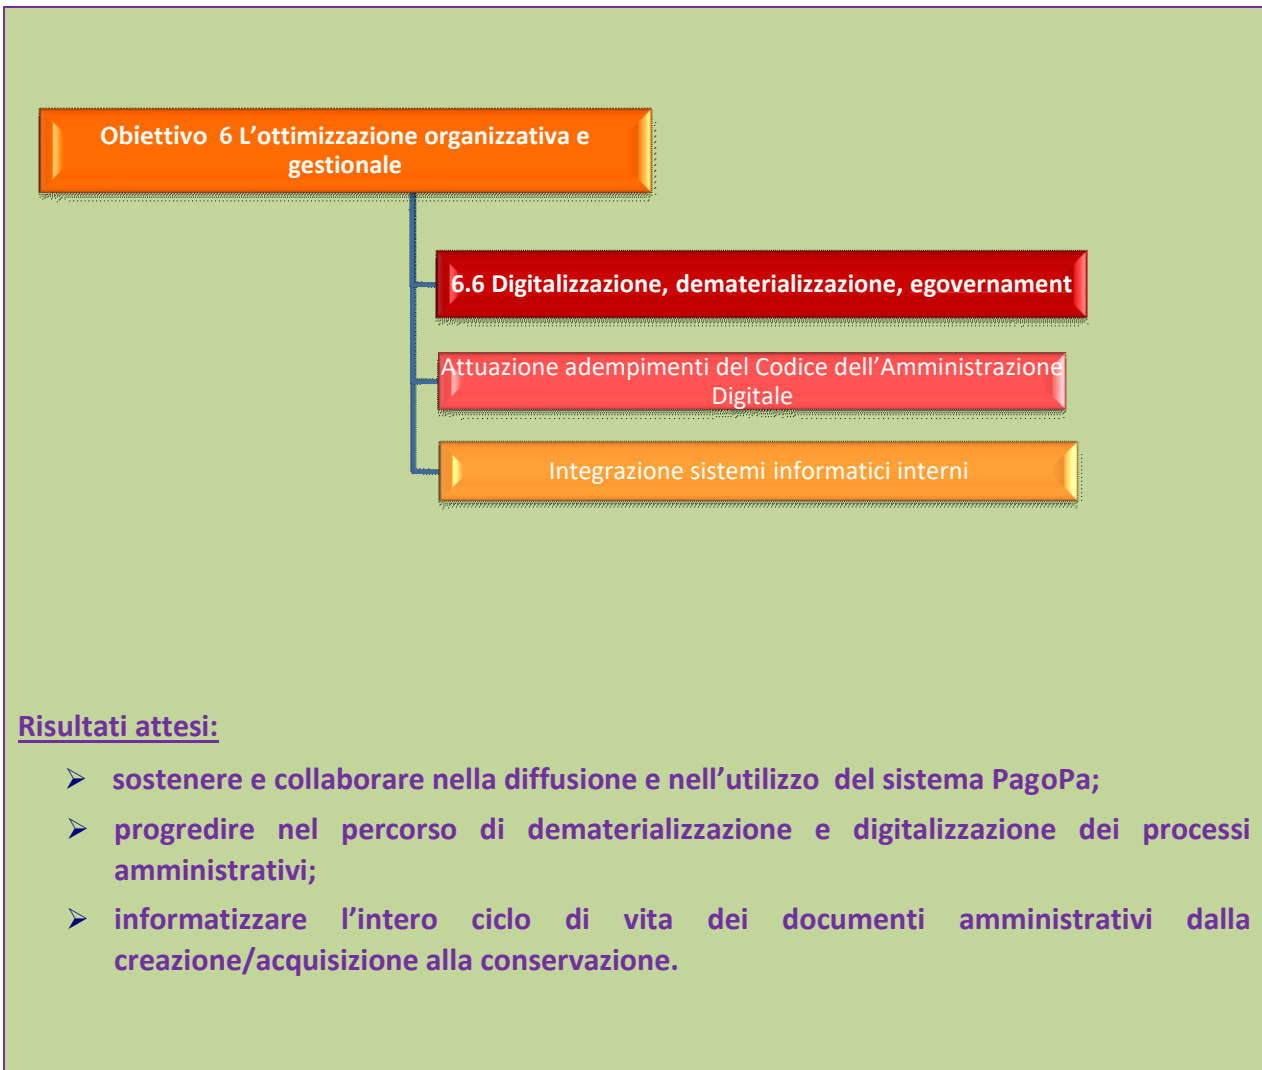 Obiettivo  6 L’ottimizzazione organizzativa e
gestionale
6.6 Digitalizzazione, dematerializzazione, egovernament
Attuazione adempimenti del Codice dell’Amministrazione
Digitale
Integrazione sistemi informatici interni
Risultati attesi:
➢ sostenere e collaborare nella diffusione e nell’utilizzo  del sistema PagoPa;
➢ progredire nel percorso di dematerializzazione e digitalizzazione dei processi
amministrativi;
➢ informatizzare l’intero ciclo di vita dei documenti amministrativi dalla
creazione/acquisizione alla conservazione.